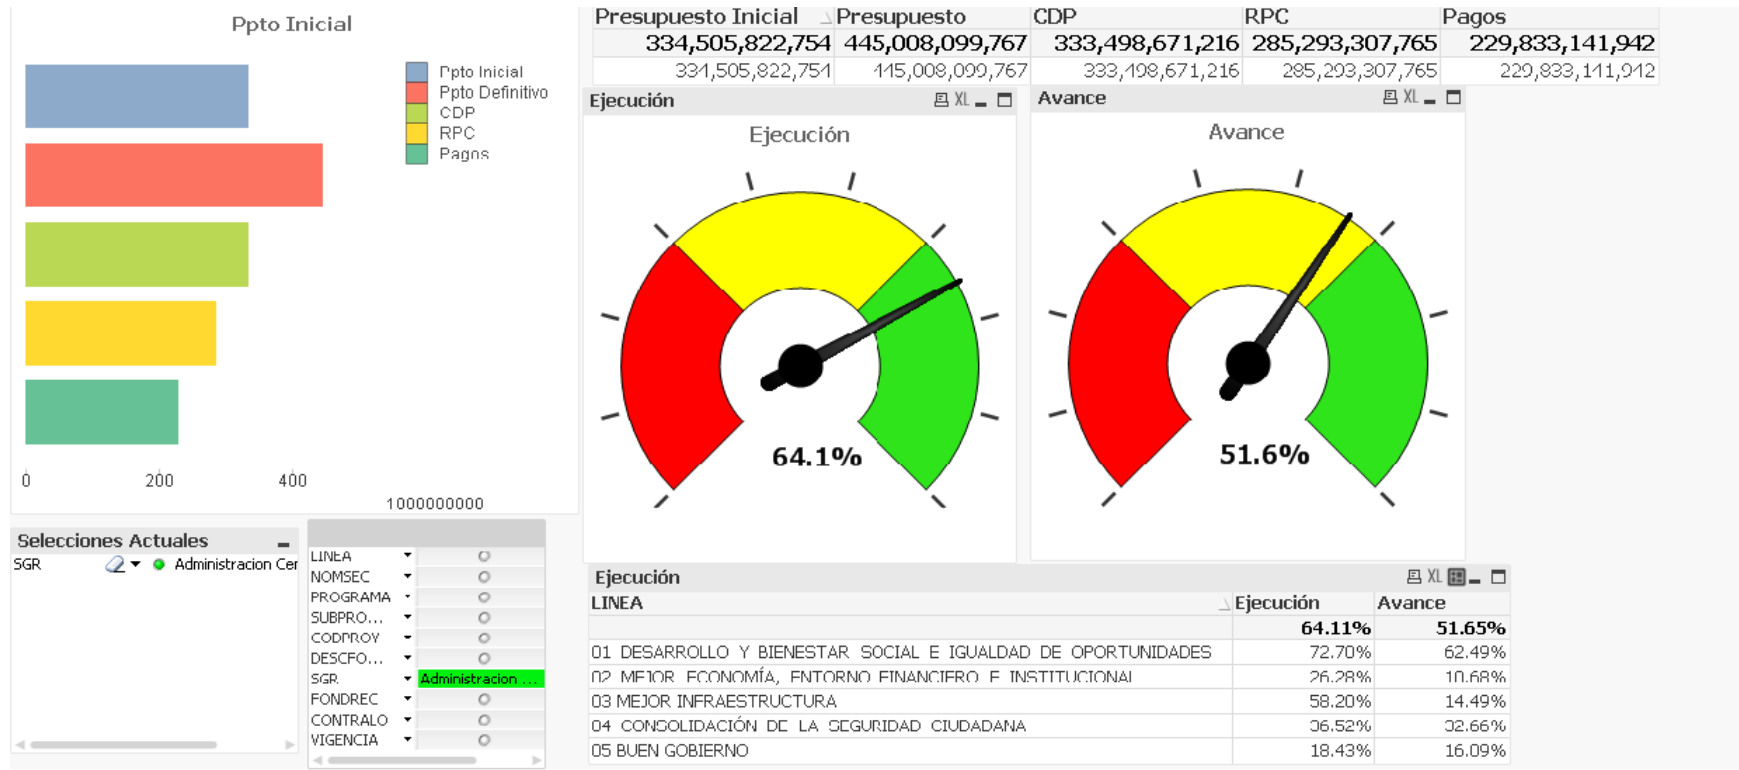 Ppto Inicial
Ppto Inicial
Ppto Definitivo
CDP
RPC
Pagos
0 200 400
1000000000
Presupuesto Inicial Presupuesto CDP RPC Pagos
334,505,822,754 445,008,099,767 333,498,671,216 285,293,307,765 229,833,141,942
334,505,822,754 445,008,099,767 333,498,671,216 285,293,307,765 229,833,141,942
Ejecución XL
Ejecución
64.1%
Avance XL
Avance
51.6%
Selecciones Actuales
SGR Administracion Cer
LINEA
NOMSEC
PROGRAMA
SUBPRO...
CODPROY
DESCFO...
SGR Administracion ...
FONDREC
CONTRALO
VIGENCIA
Ejecución XL
LINEA Ejecución Avance
64.11% 51.65%
01 DESARROLLO Y BIENESTAR SOCIAL E IGUALDAD DE OPORTUNIDADES 72.70% 62.49%
02 MEJOR ECONOMÍA, ENTORNO FINANCIERO E INSTITUCIONAL 26.28% 10.68%
03 MEJOR INFRAESTRUCTURA 58.20% 14.49%
04 CONSOLIDACIÓN DE LA SEGURIDAD CIUDADANA 36.52% 32.66%
05 BUEN GOBIERNO 18.43% 16.09%